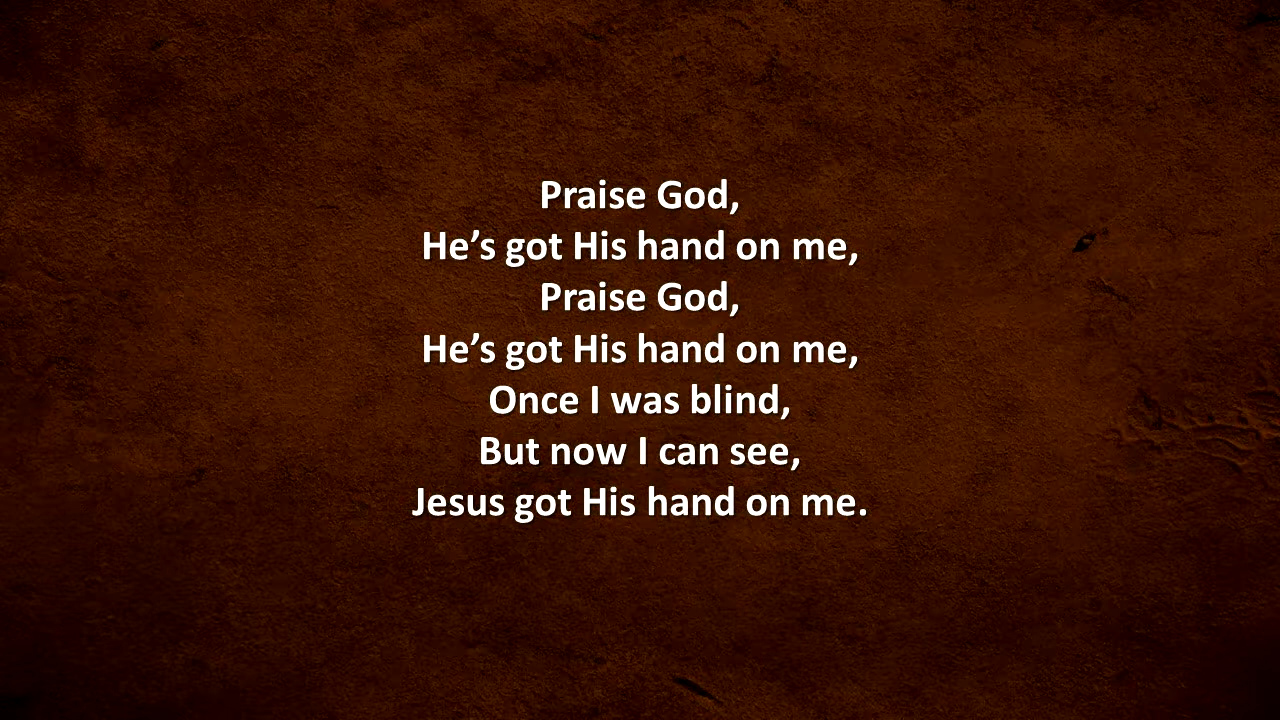 Praise God,
He’s got His hand on me,
Praise God,
He’s got His hand on me,
Once I was blind,
But now I can see,
Jesus got His hand on me.